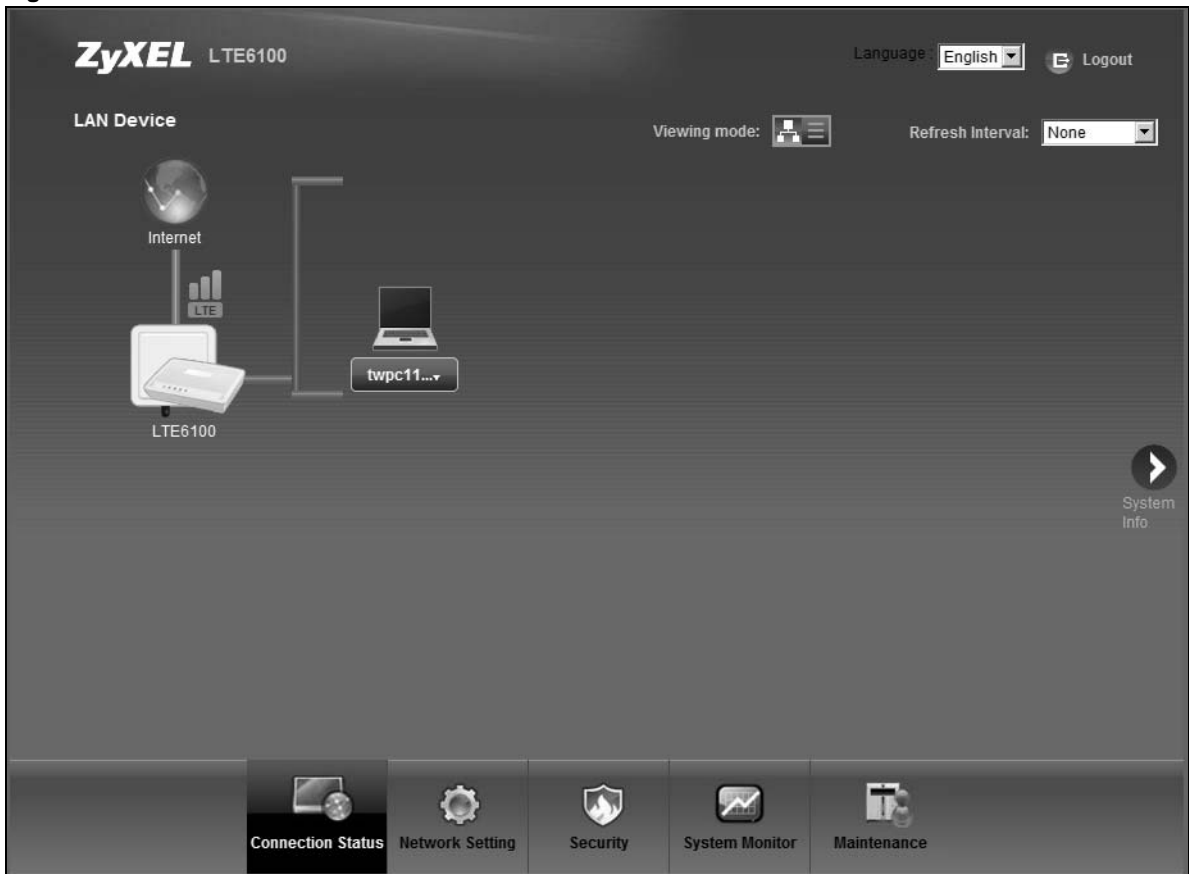 ZyXEL LTE6100
Language : English
Logout
LAN Device
Viewing mode:
Refresh Interval: None
Internet
LTE
twpc11...
LTE6100
System
Info
Connection Status
Network Setting
Security
System Monitor
Maintenance